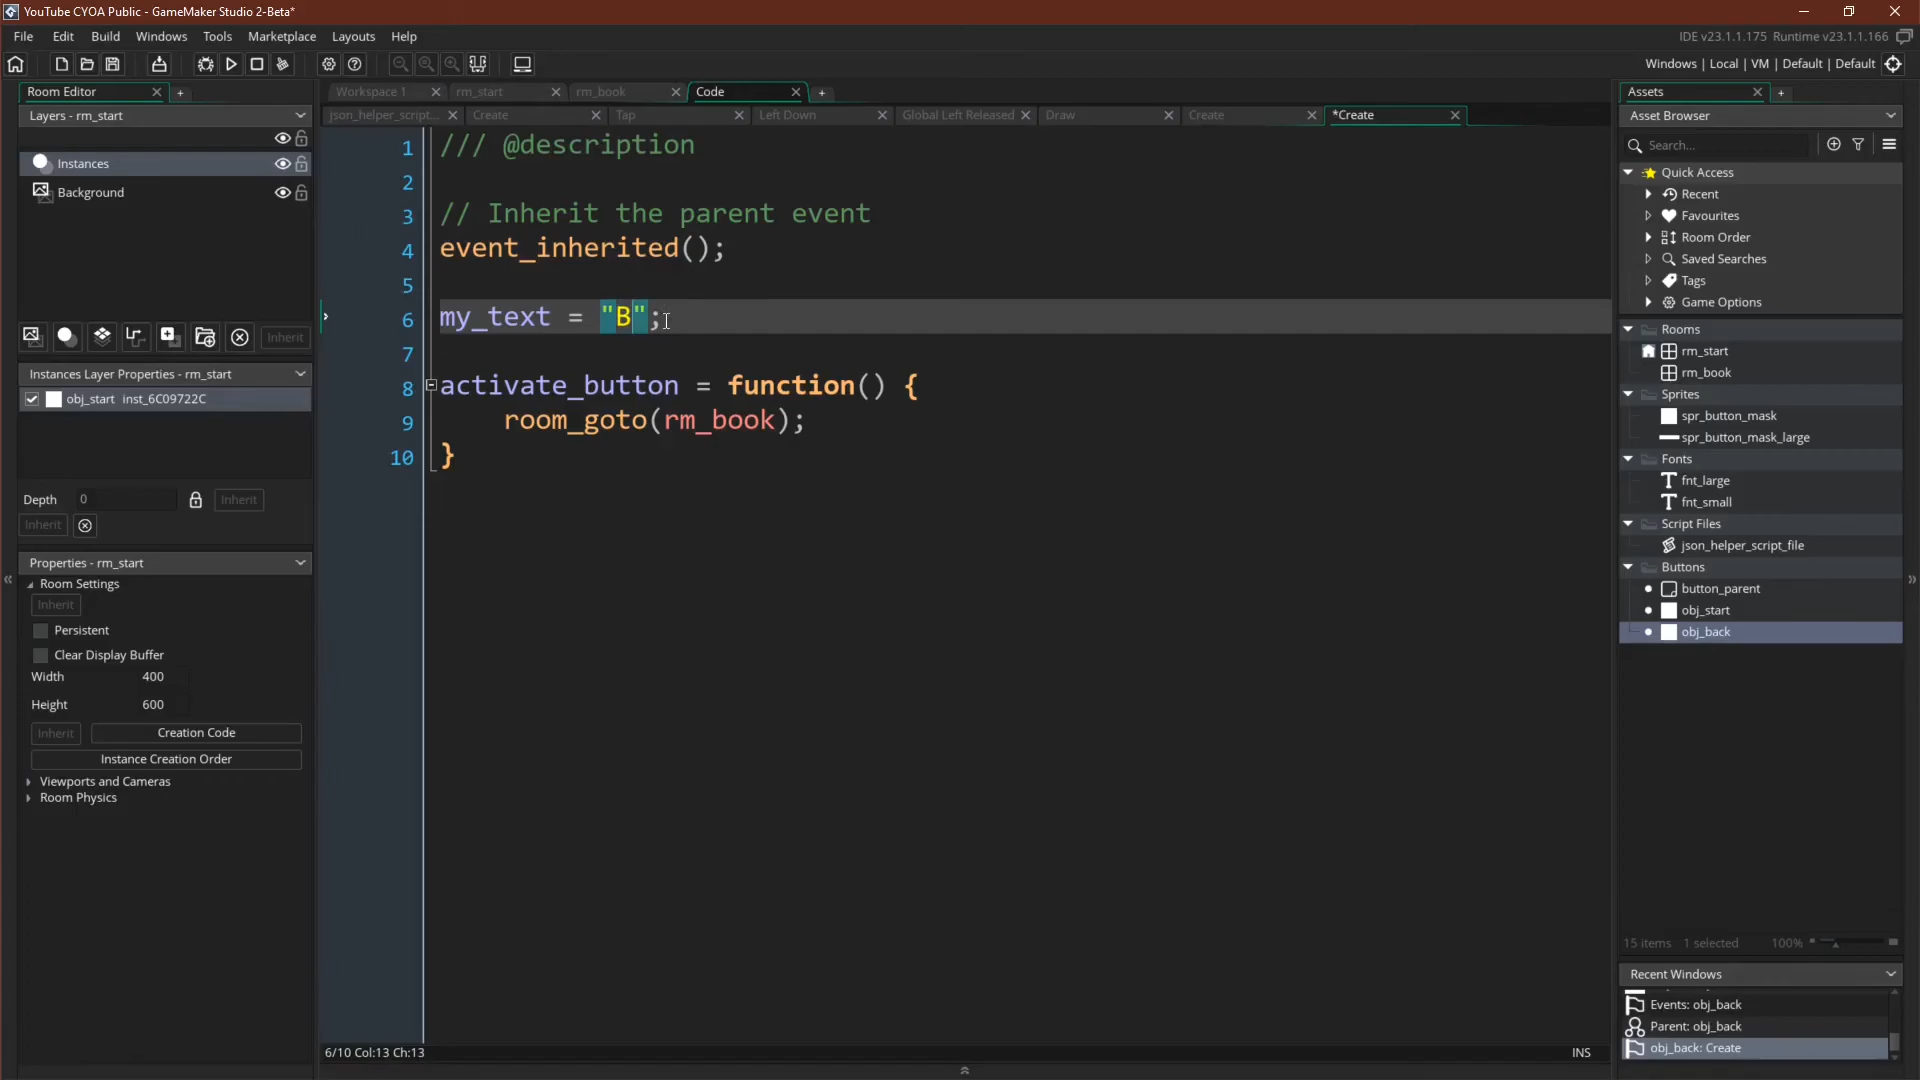 YouTube CYOA Public - GameMaker Studio 2-Beta*
File Edit Build Windows Tools Marketplace Layouts Help
IDE v23.1.1.175 Runtime v23.1.1.166
Windows | Local | VM | Default | Default
Room Editor
Layers - rm_start
Instances
Background
Inherit
Instances Layer Properties - rm_start
obj_start inst_6C09722C
Depth 0 Inherit
Inherit
Properties - rm_start
Room Settings
Inherit
Persistent
Clear Display Buffer
Width 400
Height 600
Inherit Creation Code
Instance Creation Order
Viewports and Cameras
Room Physics
Workspace 1 rm_start rm_book Code
json_helper_script... Create Tap Left Down Global Left Released Draw Create *Create
1 /// @description
2
3 // Inherit the parent event
4 event_inherited();
5
6 my_text = "B";
7
8 activate_button = function() {
9 room_goto(rm_book);
10 }
6/10 Col:13 Ch:13 INS
Assets
Asset Browser
Search...
Quick Access
Recent
Favourites
Room Order
Saved Searches
Tags
Game Options
Rooms
rm_start
rm_book
Sprites
spr_button_mask
spr_button_mask_large
Fonts
fnt_large
fnt_small
Script Files
json_helper_script_file
Buttons
button_parent
obj_start
obj_back
15 items 1 selected 100%
Recent Windows
Events: obj_back
Parent: obj_back
obj_back: Create